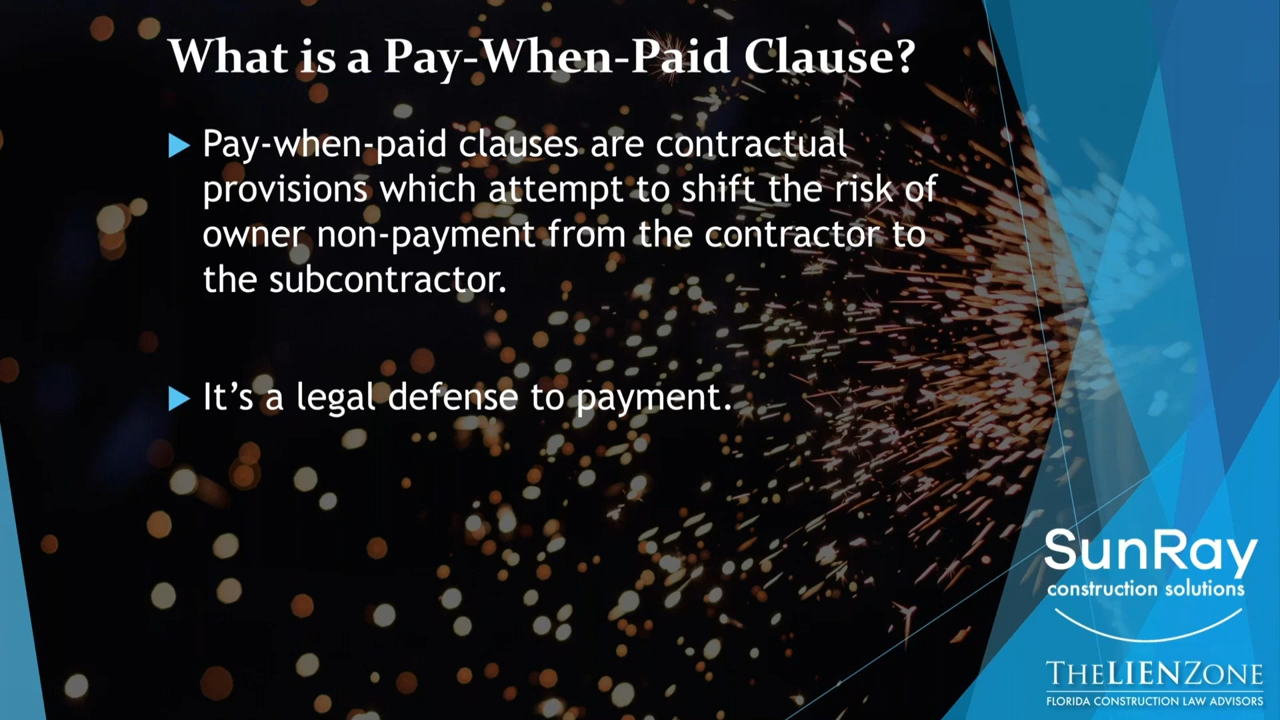 What is a Pay-When-Paid Clause?
Pay-when-paid clauses are contractual
provisions which attempt to shift the risk of
owner non-payment from the contractor to
the subcontractor.
It’s a legal defense to payment.
SunRay
construction solutions
THELIENZONE
FLORIDA CONSTRUCTION LAW ADVISORS